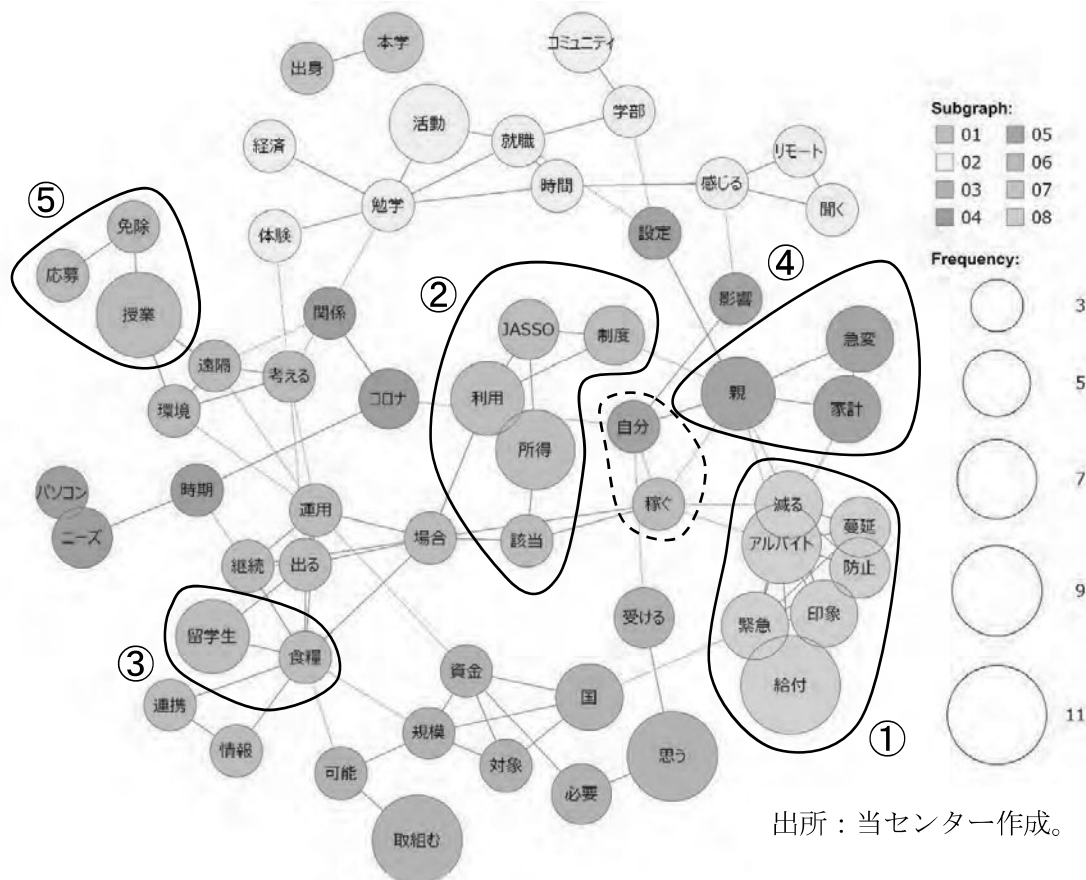 コミュニティ
本学
出身
学部
活動
就職
経済
リモート
時間
感じる
勉学
聞く
体験
設定
⑤
免除
応募
授業
②
④
影響
関係
JASSO
制度
急変
遠隔
考える
親
コロナ
利用
家計
環境
自分
所得
パソコン
時期
稼ぐ
減る
運用
蔓延
ニーズ
場合
該当
アルバイト
継続
出る
防止
印象
受ける
緊急
留学生
食糧
③
資金
給付
国
連携
①
規模
情報
対象
思う
可能
必要
取組む
Subgraph:
01 05
02 06
03 07
04 08
Frequency:
3
5
7
9
11
出所：当センター作成。